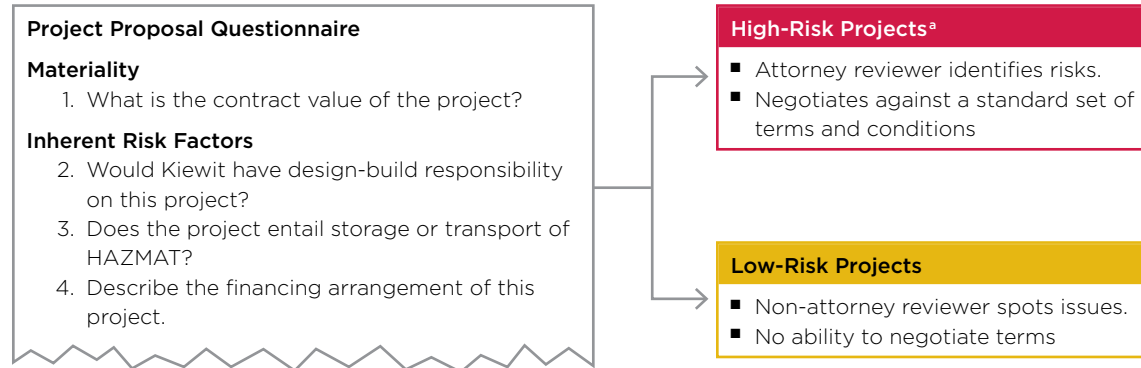 Project Proposal Questionnaire
Materiality
1. What is the contract value of the project?
Inherent Risk Factors
2. Would Kiewit have design-build responsibility
on this project?
3. Does the project entail storage or transport of
HAZMAT?
4. Describe the financing arrangement of this
project.
High-Risk Projectsᵃ
■ Attorney reviewer identifies risks.
■ Negotiates against a standard set of
terms and conditions
Low-Risk Projects
■ Non-attorney reviewer spots issues.
■ No ability to negotiate terms